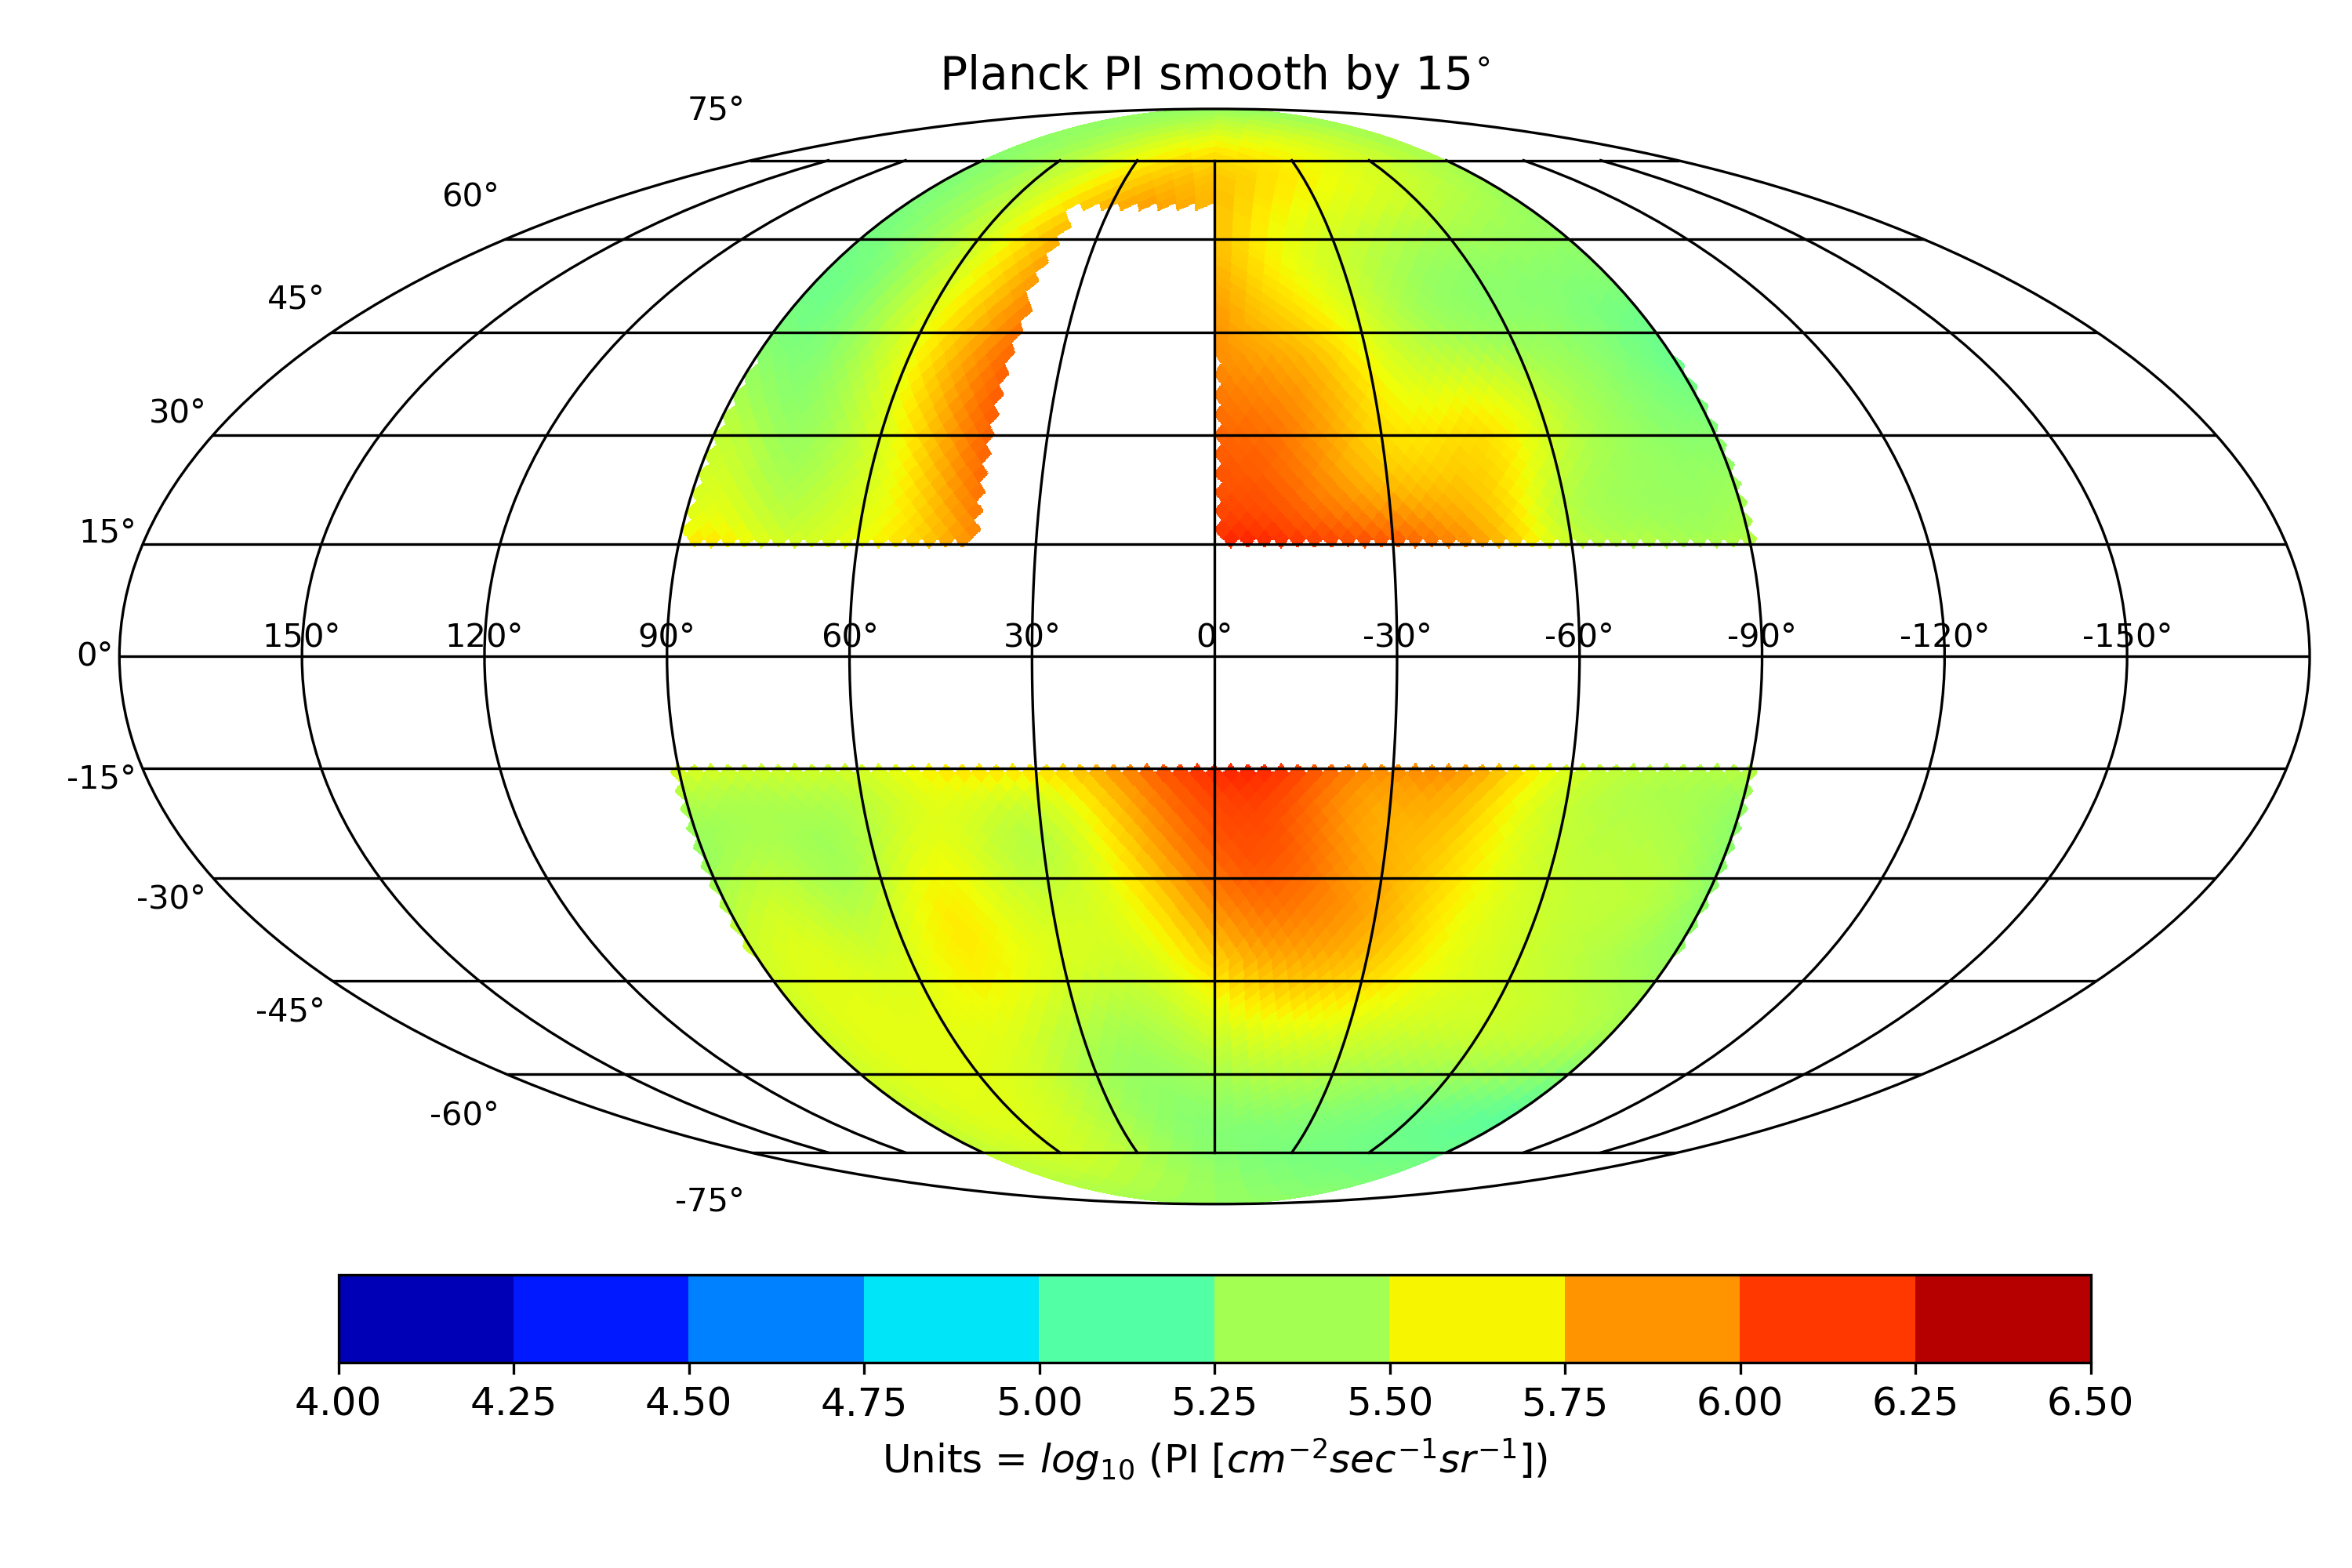 Planck PI smooth by 15°
75°
60°
45°
30°
15°
150° 120° 90° 60° 30° 0° -30° -60° -90° -120° -150°
0°
-15°
-30°
-45°
-60°
-75°
4.00 4.25 4.50 4.75 5.00 5.25 5.50 5.75 6.00 6.25 6.50
Units = log₁₀ (PI [cm⁻²sec⁻¹sr⁻¹])